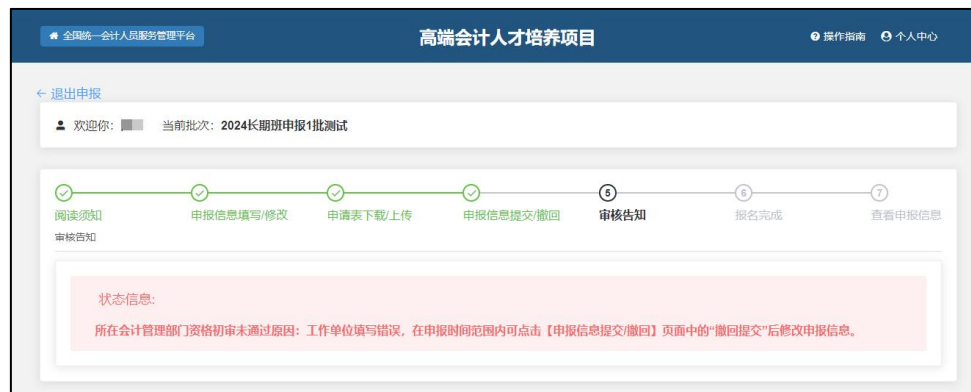 全国统一会计人员服务管理平台 高端会计人才培养项目 操作指南 个人中心
← 退出申报
欢迎你: 当前批次: 2024长期班申报1批测试
5 6 7
阅读须知 申报信息填写/修改 申请表下载/上传 申报信息提交/撤回 审核告知 报名完成 查看申报信息
审核告知
状态信息:
所在会计管理部门资格初审未通过原因：工作单位填写错误，在申报时间范围内可点击【申报信息提交/撤回】页面中的“撤回提交”后修改申报信息。